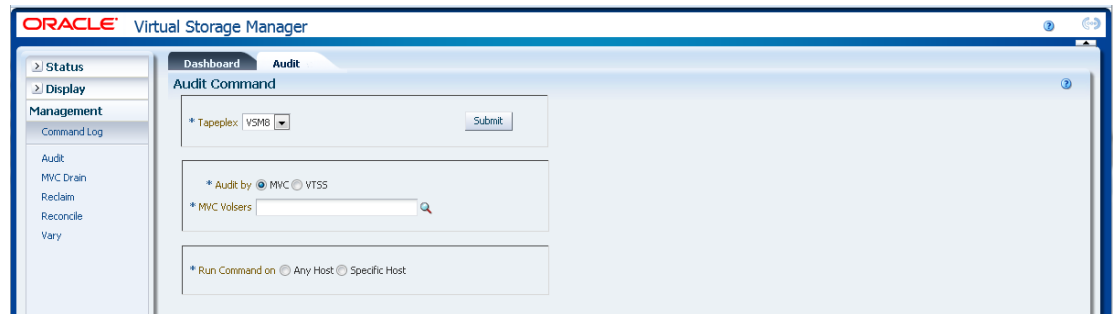 ORACLE® Virtual Storage Manager
Status
Display
Management
Command Log
Audit
MVC Drain
Reclaim
Reconcile
Vary
Dashboard Audit
Audit Command
* Tapeplex VSM8 Submit
* Audit by MVC VTSS
* MVC Volsers
* Run Command on Any Host Specific Host